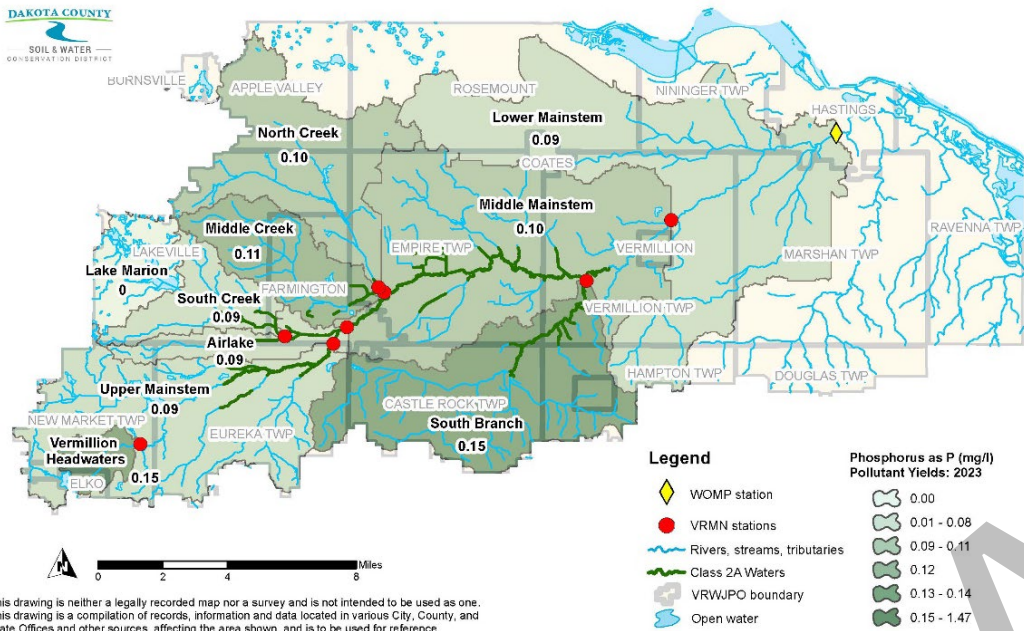 DAKOTA COUNTY
SOIL & WATER
CONSERVATION DISTRICT
BURNSVILLE
APPLE VALLEY
ROSEMOUNT
NININGER TWP
HASTINGS
Lower Mainstem
0.09
North Creek
0.10
COATES
Middle Mainstem
0.10
Middle Creek
0.11
LAKEVILLE
EMPIRE TWP
VERMILLION
RAVENNA TWP
MARSHAN TWP
Lake Marion
0
FARMINGTON
South Creek
0.09
VERMILLION TWP
Airlake
0.09
HAMPTON TWP
DOUGLAS TWP
Upper Mainstem
0.09
CASTLE ROCK TWP
NEW MARKET TWP
EUREKA TWP
South Branch
0.15
Vermillion
Headwaters
0.15
ELKO
Legend
WOMP station
VRMN stations
Rivers, streams, tributaries
Class 2A Waters
VRWJPO boundary
Open water
Phosphorus as P (mg/l)
Pollutant Yields: 2023
0.00
0.01 - 0.08
0.09 - 0.11
0.12
0.13 - 0.14
0.15 - 1.47
N
Miles
0 2 4 8
his drawing is neither a legally recorded map nor a survey and is not intended to be used as one.
his drawing is a compilation of records, information and data located in various City, County, and
ate Offices and other sources, affecting the area shown, and is to be used for reference